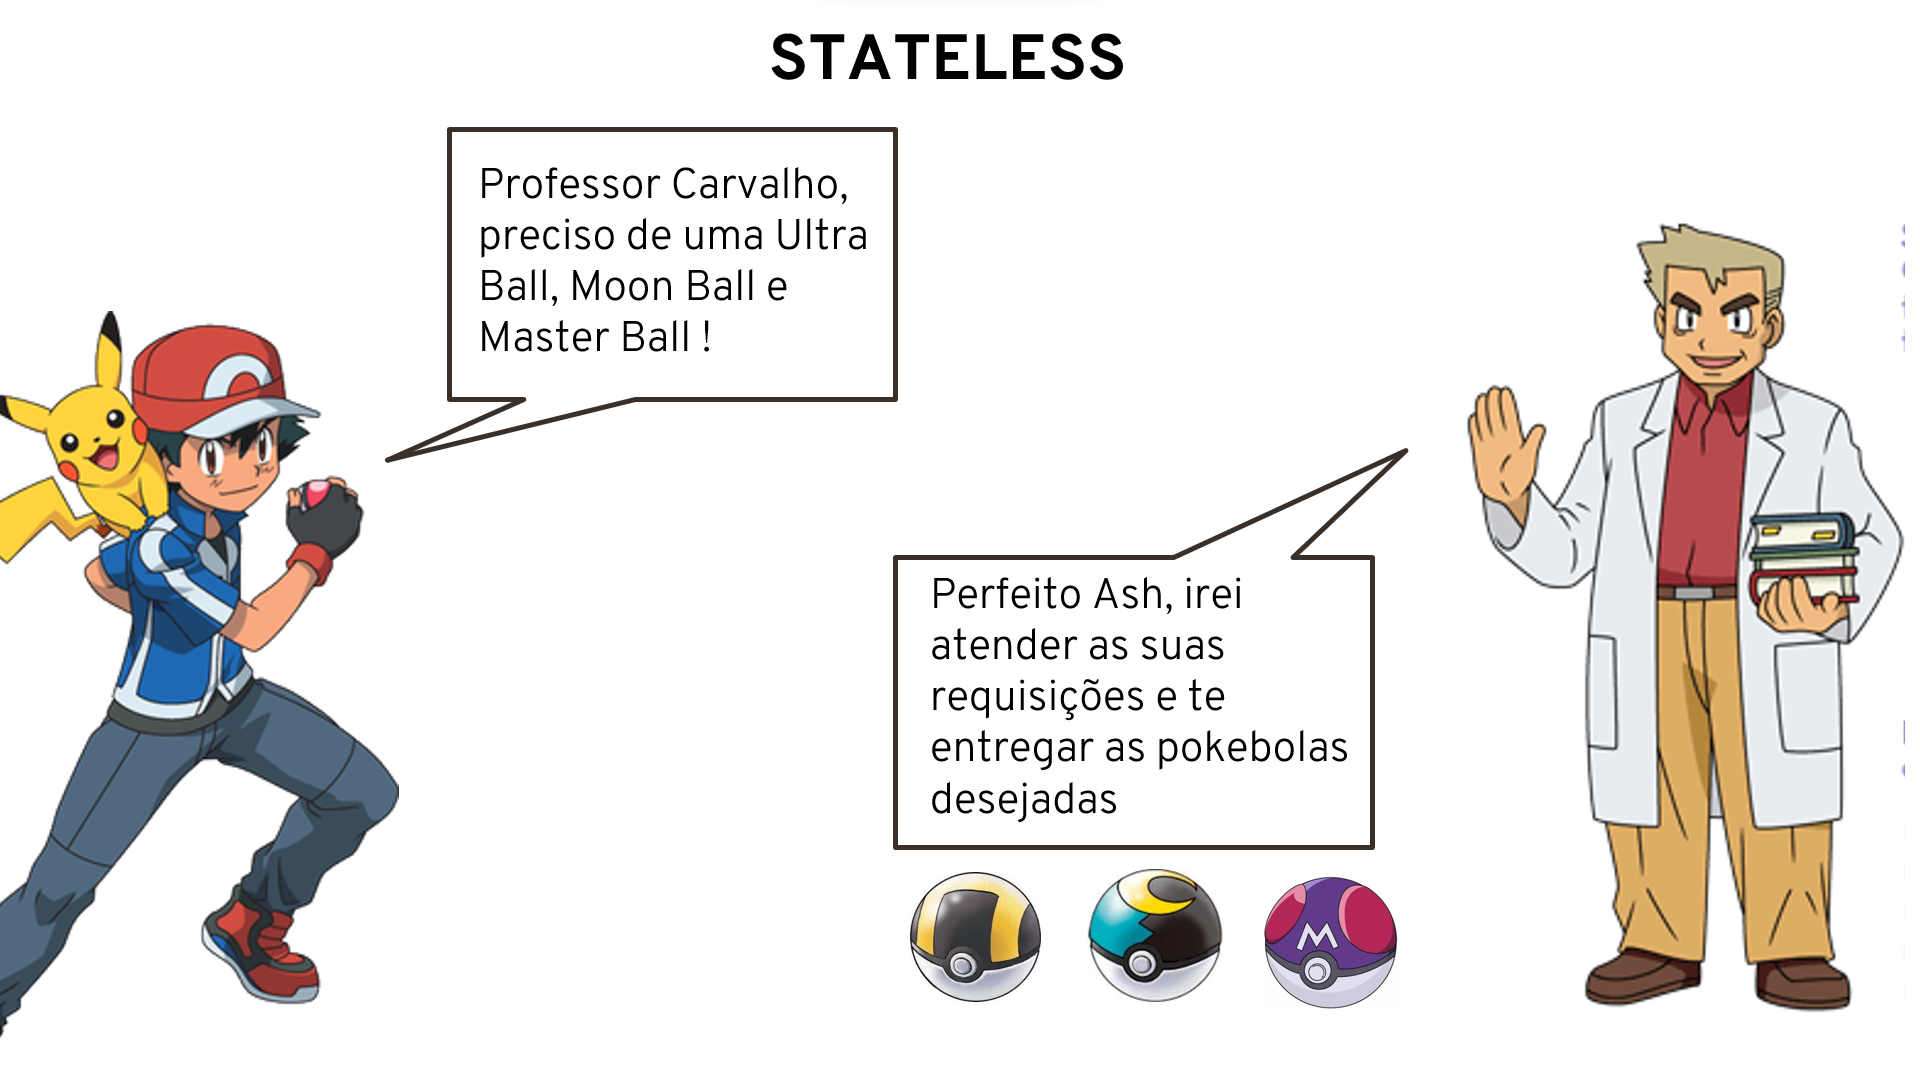 STATELESS
Professor Carvalho,
preciso de uma Ultra
Ball, Moon Ball e
Master Ball !
Perfeito Ash, irei
atender as suas
requisições e te
entregar as pokebolas
desejadas
M